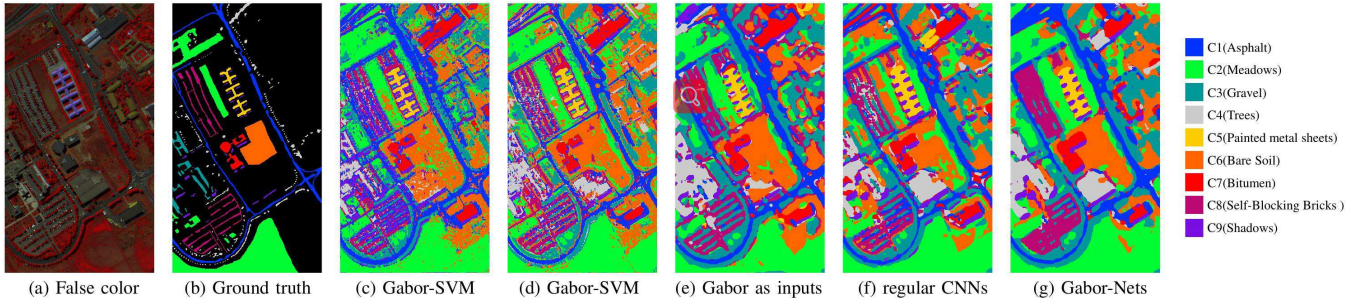 C1(Asphalt)
C2(Meadows)
C3(Gravel)
C4(Trees)
C5(Painted metal sheets)
C6(Bare Soil)
C7(Bitumen)
C8(Self-Blocking Bricks )
C9(Shadows)
(a) False color
(b) Ground truth
(c) Gabor-SVM
(d) Gabor-SVM
(e) Gabor as inputs
(f) regular CNNs
(g) Gabor-Nets